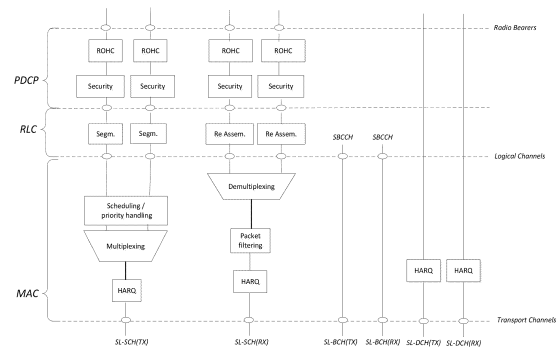 Radio Bearers
ROHC ROHC ROHC ROHC
PDCP
Security Security Security Security
RLC
Segm. Segm. Re Assem. Re Assem. SBCCH SBCCH
Logical Channels
Demultiplexing
Scheduling /
priority handling
Multiplexing
Packet
filtering
HARQ HARQ
HARQ HARQ
MAC
Transport Channels
SL-SCH(TX) SL-SCH(RX) SL-BCH(TX) SL-BCH(RX) SL-DCH(TX) SL-DCH(RX)